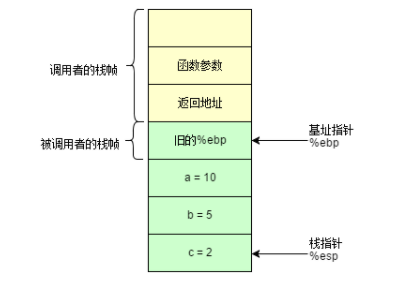 调用者的栈帧
函数参数
返回地址
被调用者的栈帧
旧的%ebp
基址指针
%ebp
a = 10
b = 5
c = 2
栈指针
%esp